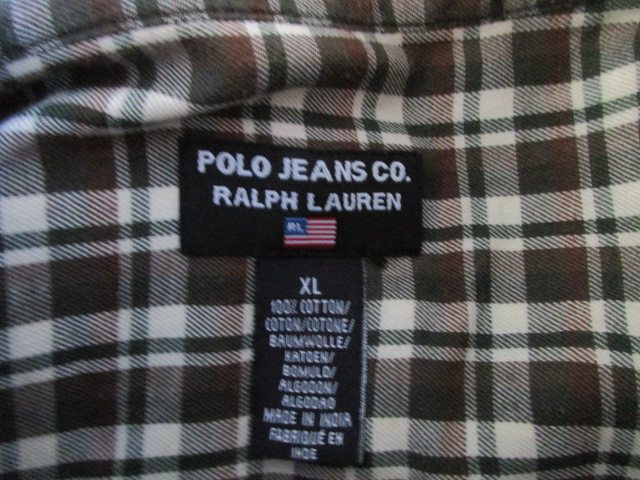 POLO JEANS CO.
RALPH LAUREN
RL
XL
100% COTTON/
COTON/COTONE/
BAUMWOLLE/
KATOEN/
BOMULD/
ALGODON/
ALGODAO
MADE IN INDIA
FABRIQUÉ EN
INDE